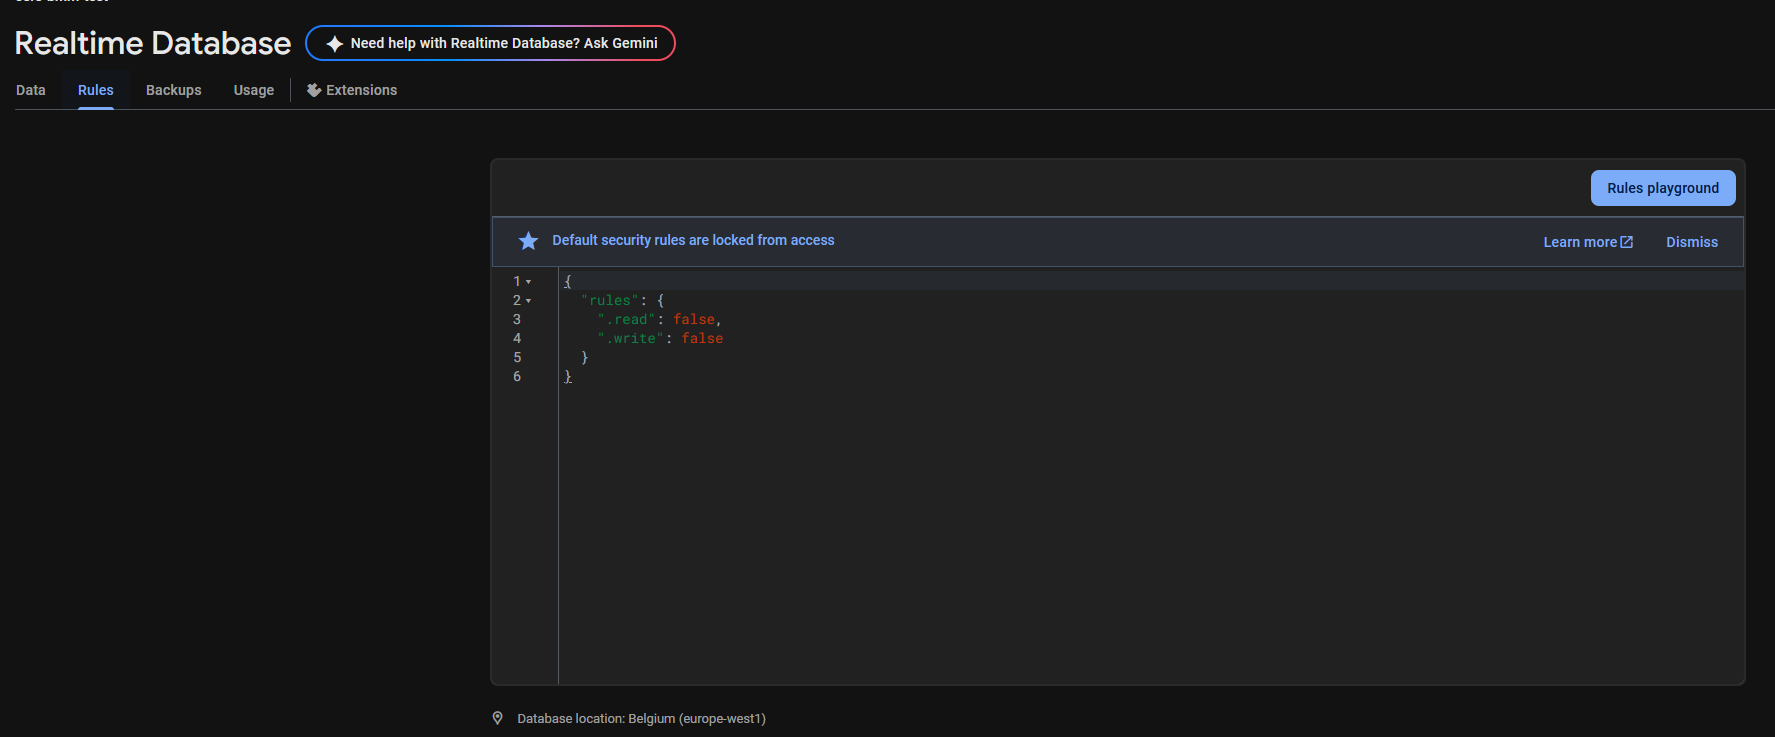 Realtime Database
Need help with Realtime Database? Ask Gemini
Data
Rules
Backups
Usage
Extensions
Rules playground
Default security rules are locked from access
Learn more
Dismiss
1 {
2 "rules": {
3 ".read": false,
4 ".write": false
5 }
6 }
Database location: Belgium (europe-west1)